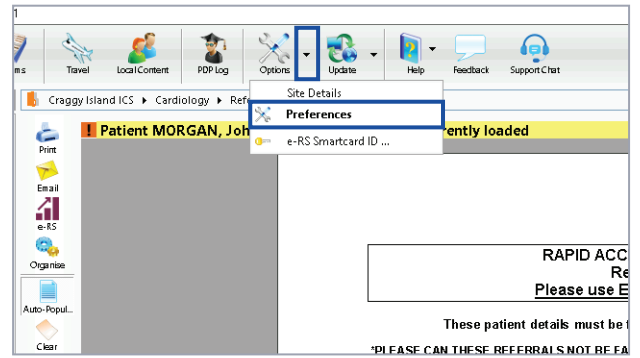 1
ms
Travel
Local Content
PDP Log
Options
Update
Help
Feedback
Support Chat
Craggy Island ICS ▸ Cardiology ▸ Refe
Site Details
Preferences
e-RS Smartcard ID ...
! Patient MORGAN, Joh
ently loaded
Print
Email
e-RS
Organise
Auto-Popul...
Clear
RAPID ACC
Re
Please use E
These patient details must be f
*PLEASE CAN THESE REFERRALS NOT BE FA